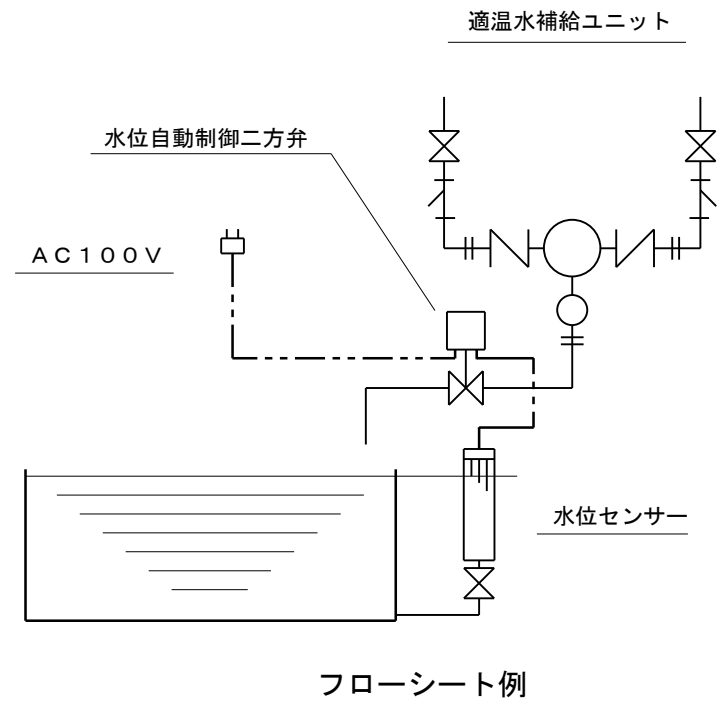 適温水補給ユニット
水位自動制御二方弁
ＡＣ１００Ｖ
水位センサー
フローシート例